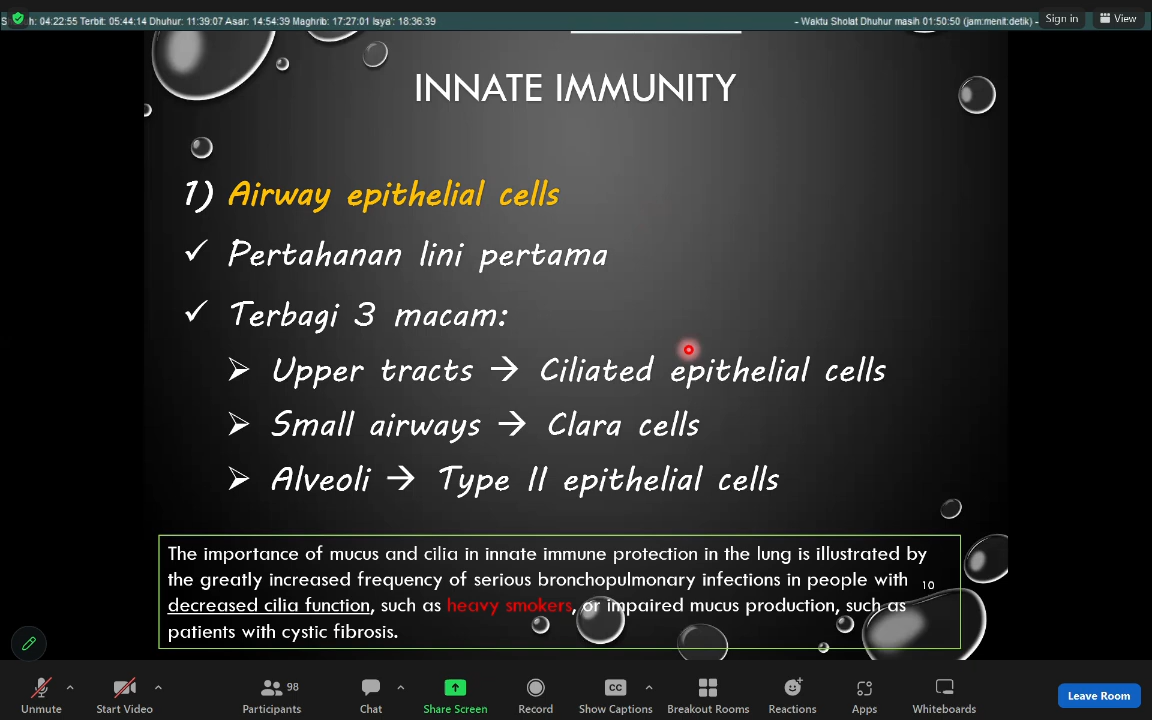 h: 04:22:55 Terbit: 05:44:14 Dhuhur: 11:39:07 Asar: 14:54:39 Maghrib: 17:27:01 Isya': 18:36:39
- Waktu Sholat Dhuhur masih 01:50:50 (jam:menit:detik) -
Sign in
View
INNATE IMMUNITY
1) Airway epithelial cells
✓ Pertahanan lini pertama
✓ Terbagi 3 macam:
➢ Upper tracts → Ciliated epithelial cells
➢ Small airways → Clara cells
➢ Alveoli → Type II epithelial cells
The importance of mucus and cilia in innate immune protection in the lung is illustrated by
the greatly increased frequency of serious bronchopulmonary infections in people with
decreased cilia function, such as heavy smokers, or impaired mucus production, such as
patients with cystic fibrosis.
10
Unmute
Start Video
98
Participants
Chat
Share Screen
Record
CC
Show Captions
Breakout Rooms
Reactions
Apps
Whiteboards
Leave Room